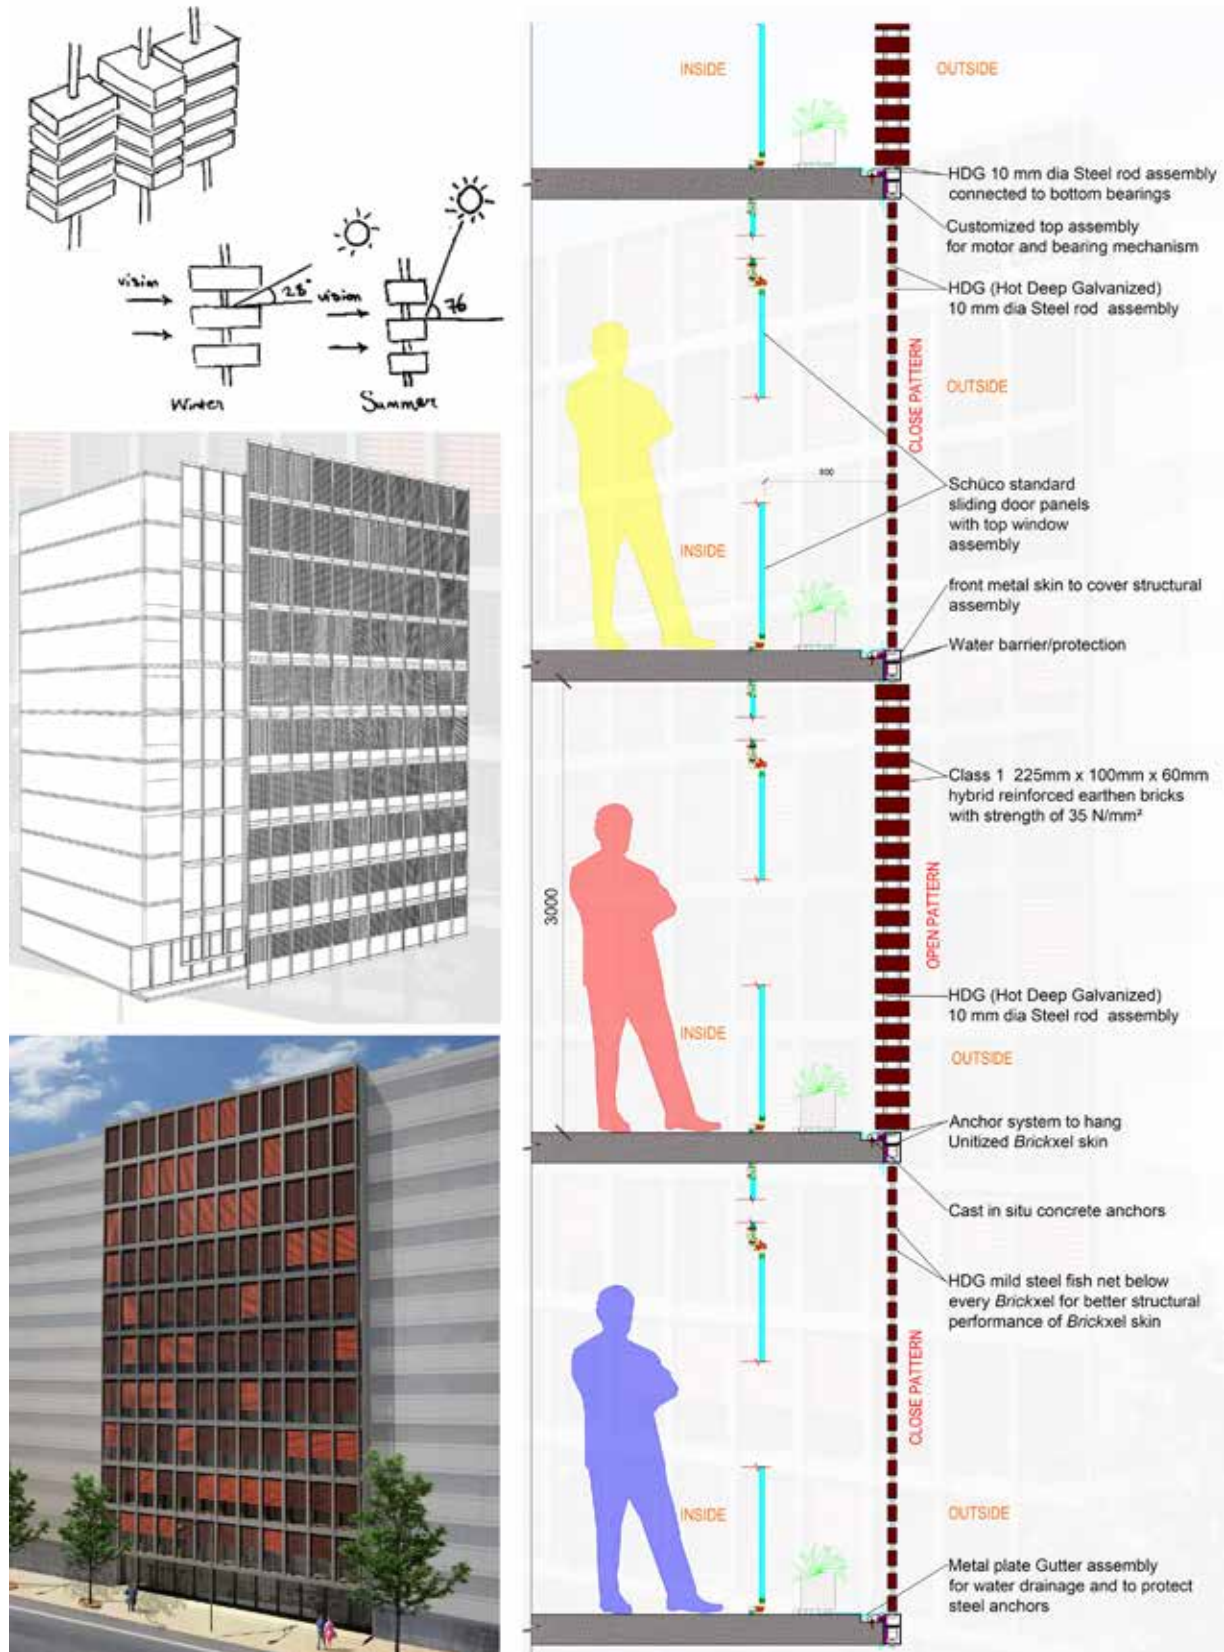 vision
28°
vision
76
Winter
Summer
INSIDE
OUTSIDE
HDG 10 mm dia Steel rod assembly
connected to bottom bearings
Customized top assembly
for motor and bearing mechanism
HDG (Hot Deep Galvanized)
10 mm dia Steel rod assembly
CLOSE PATTERN
OUTSIDE
800
Schüco standard
sliding door panels
with top window
assembly
INSIDE
front metal skin to cover structural
assembly
Water barrier/protection
Class 1 225mm x 100mm x 60mm
hybrid reinforced earthen bricks
with strength of 35 N/mm²
3000
OPEN PATTERN
HDG (Hot Deep Galvanized)
10 mm dia Steel rod assembly
INSIDE
OUTSIDE
Anchor system to hang
Unitized Brickxel skin
Cast in situ concrete anchors
HDG mild steel fish net below
every Brickxel for better structural
performance of Brickxel skin
CLOSE PATTERN
INSIDE
OUTSIDE
Metal plate Gutter assembly
for water drainage and to protect
steel anchors